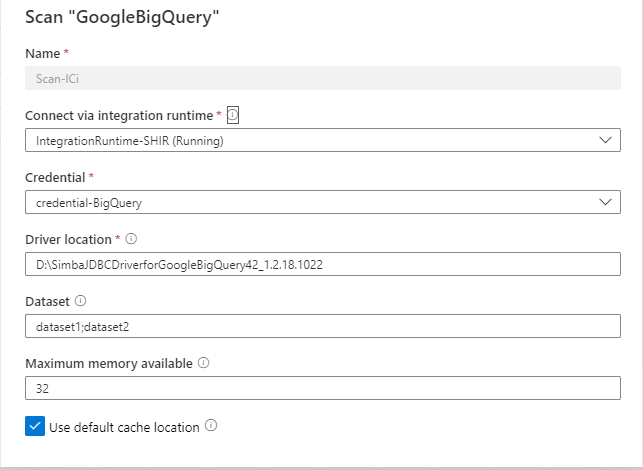 Scan "GoogleBigQuery"
Name *
Scan-ICi
Connect via integration runtime *
IntegrationRuntime-SHIR (Running)
Credential *
credential-BigQuery
Driver location *
D:\SimbaJDBCDriverforGoogleBigQuery42_1.2.18.1022
Dataset
dataset1;dataset2
Maximum memory available
32
Use default cache location